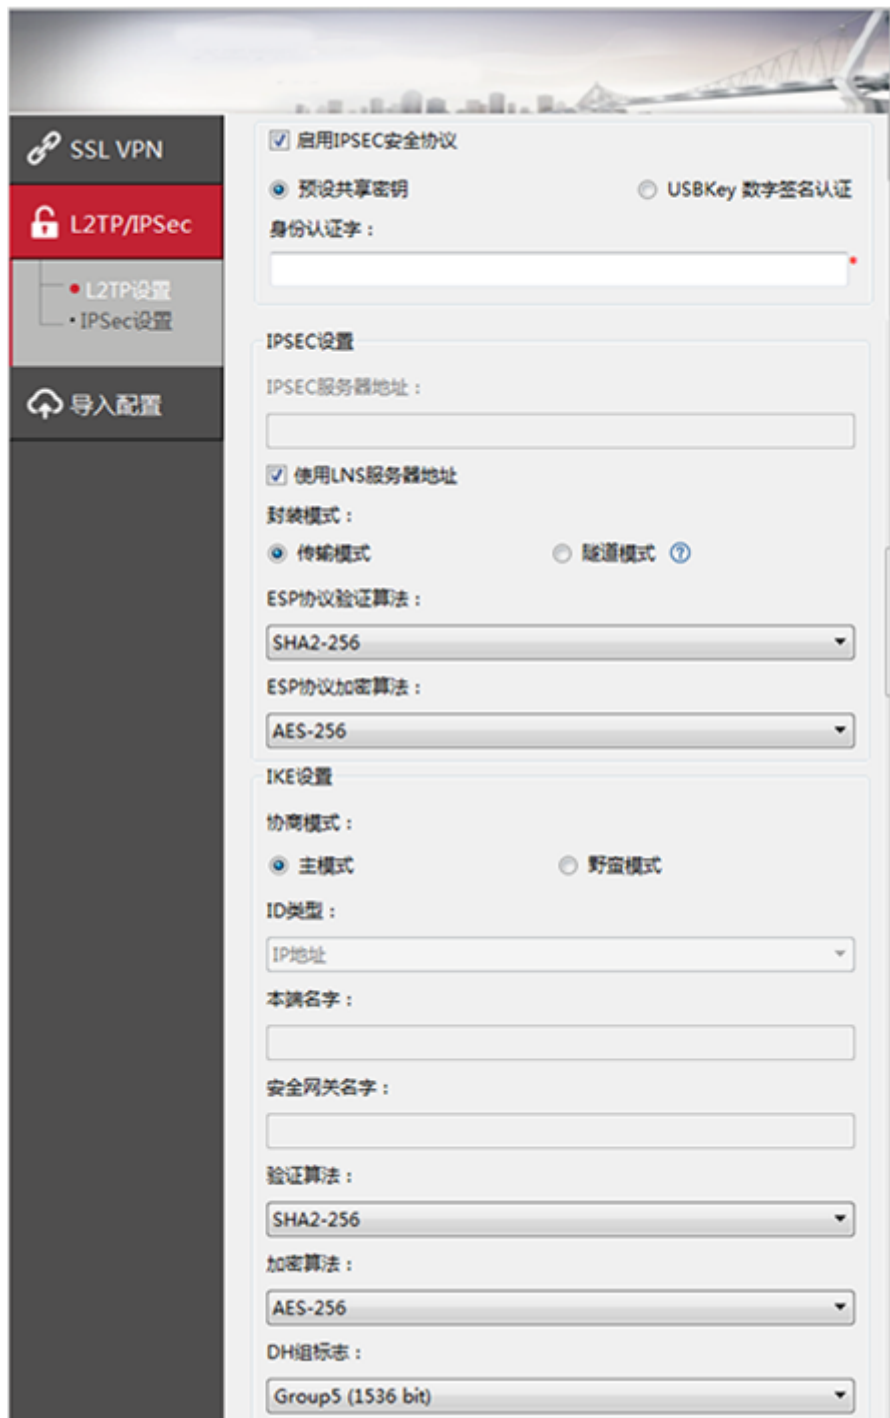 SSL VPN
L2TP/IPSec
L2TP设置
IPSec设置
导入配置
启用IPSEC安全协议
预设共享密钥
USBKey 数字签名认证
身份认证字：
*
IPSEC设置
IPSEC服务器地址：
使用LNS服务器地址
封装模式：
传输模式
隧道模式
?
ESP协议验证算法：
SHA2-256
ESP协议加密算法：
AES-256
IKE设置
协商模式：
主模式
野蛮模式
ID类型：
IP地址
本端名字：
安全网关名字：
验证算法：
SHA2-256
加密算法：
AES-256
DH组标志：
Group5 (1536 bit)